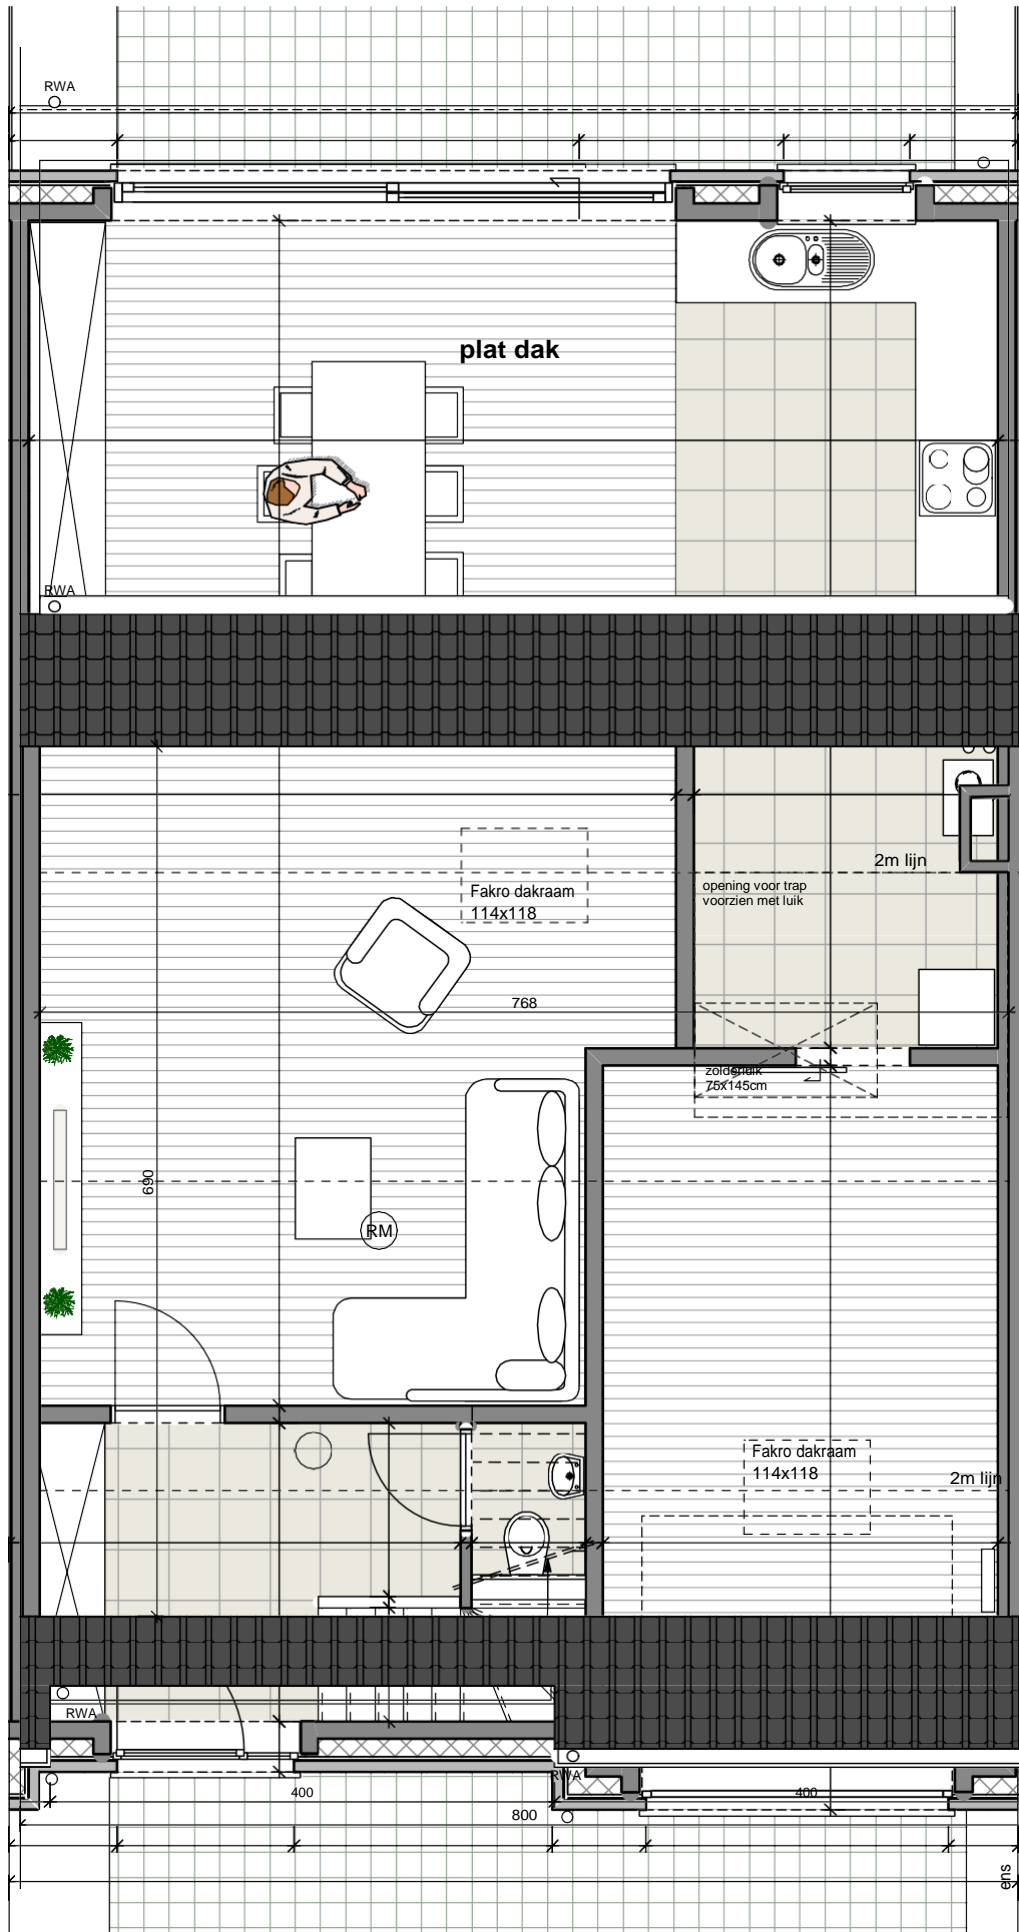 RWA
plat dak
RWA
2m lijn
Fakro dakraam
114x118
opening voor trap
voorzien met luik
768
zolderluik
75x145cm
690
RM
Fakro dakraam
114x118
2m lijn
RWA
RWA
400
400
800
ens